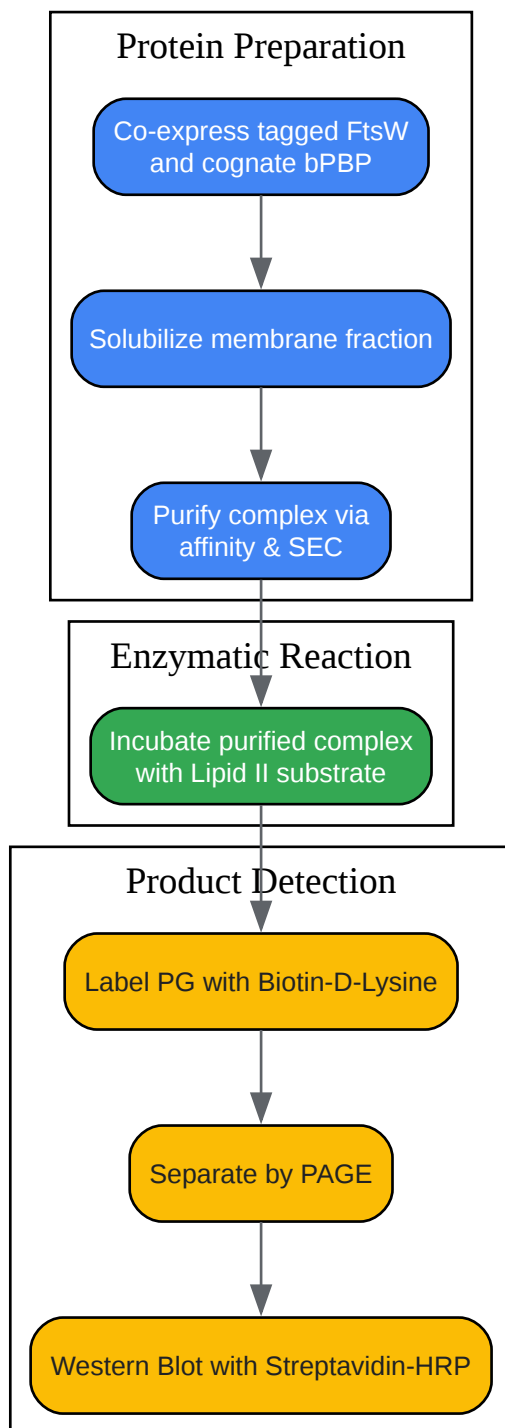 Protein Preparation
Co-express tagged FtsW
and cognate bPBP
Solubilize membrane fraction
Purify complex via
affinity & SEC
Enzymatic Reaction
Incubate purified complex
with Lipid II substrate
Product Detection
Label PG with Biotin-D-Lysine
Separate by PAGE
Western Blot with Streptavidin-HRP